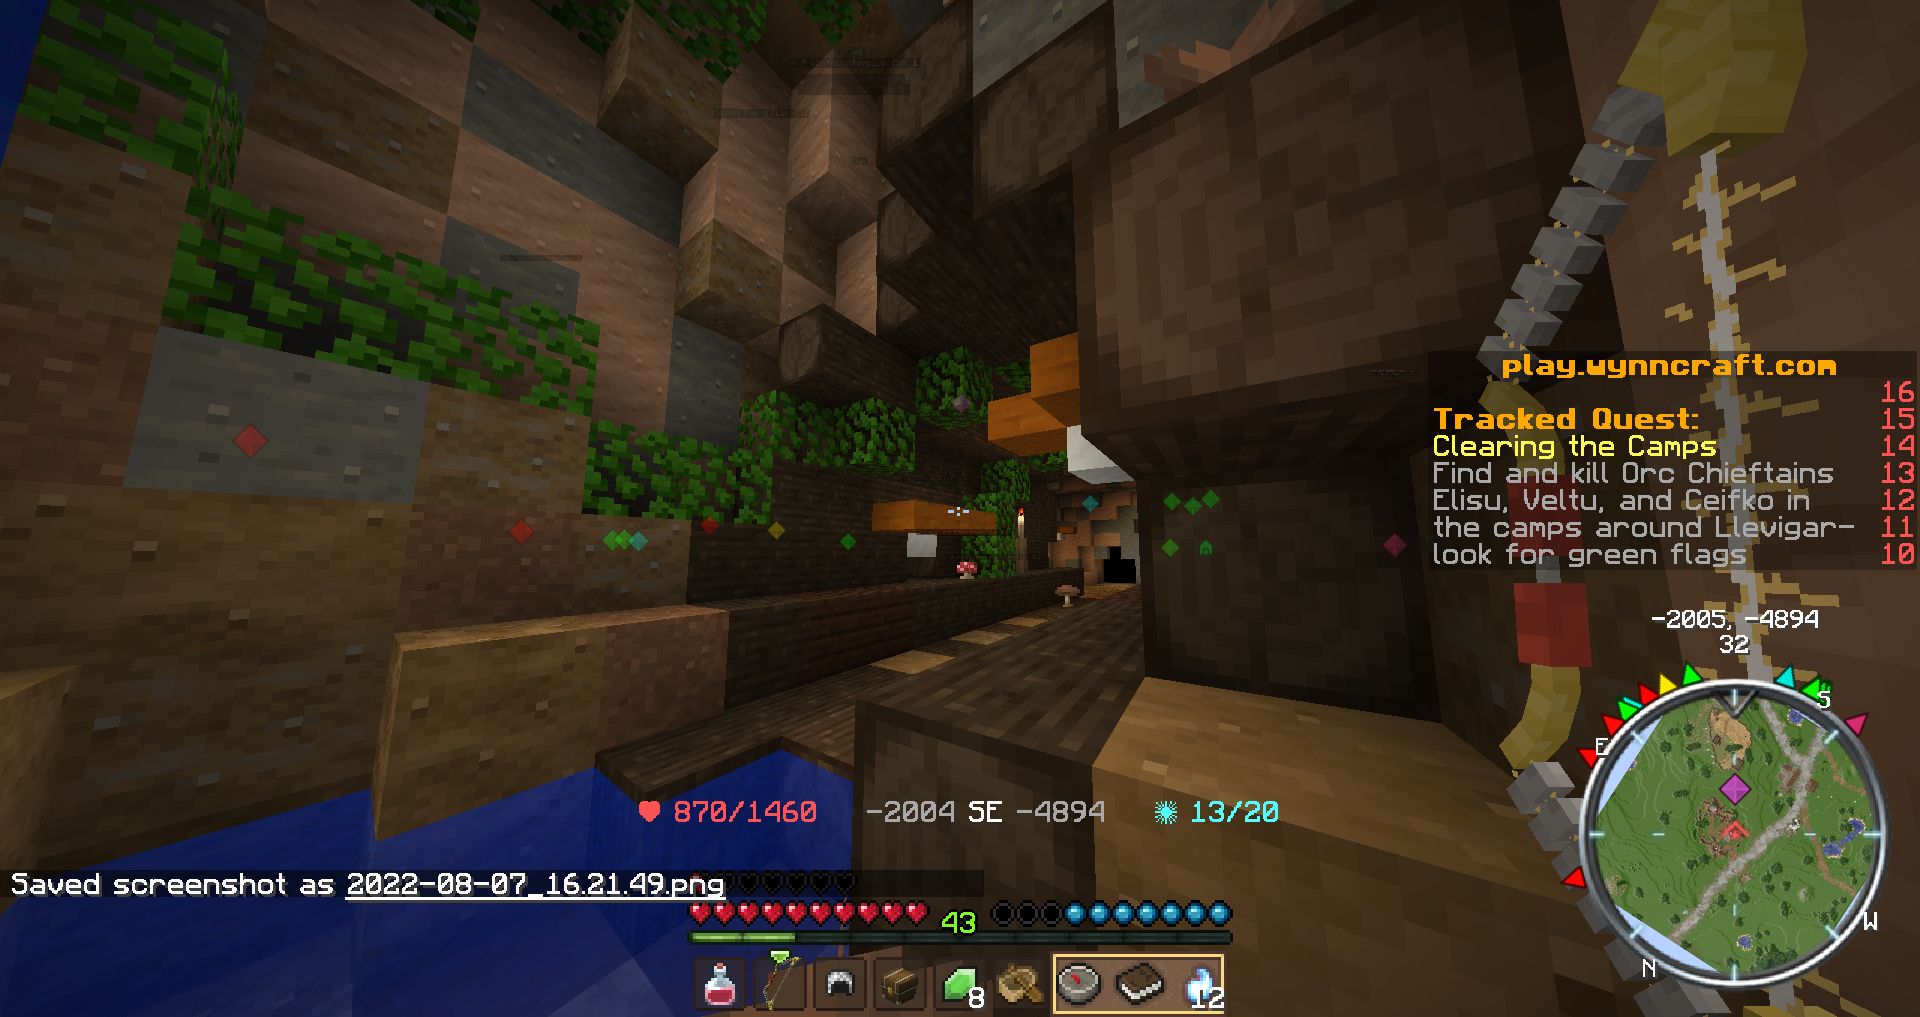 play.wynncraft.com
16
Tracked Quest: 15
Clearing the Camps 14
Find and kill Orc Chieftains 13
Elisu, Veltu, and Ceifko in 12
the camps around Llevigar- 11
look for green flags 10
-2005, -4894
32
S
E
W
N
870/1460 -2004 SE -4894 13/20
Saved screenshot as 2022-08-07_16.21.49.png
43
8
12